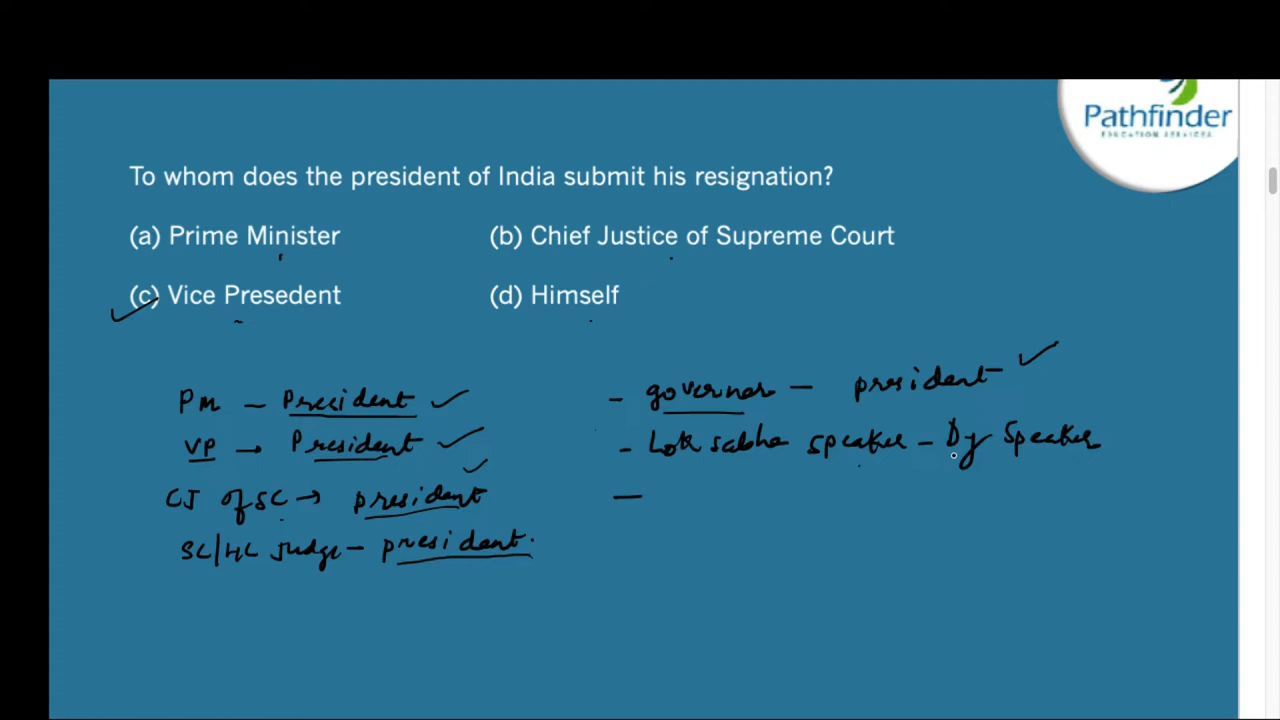 Pathfinder
EDUCATION SERVICES
To whom does the president of India submit his resignation?
(a) Prime Minister
(b) Chief Justice of Supreme Court
(c) Vice Presedent
(d) Himself
PM - President
VP → President
CJ of SC → president
SC/HC Judge - president.
- governor - president
- Lok sabha speaker - Dy Speaker
-